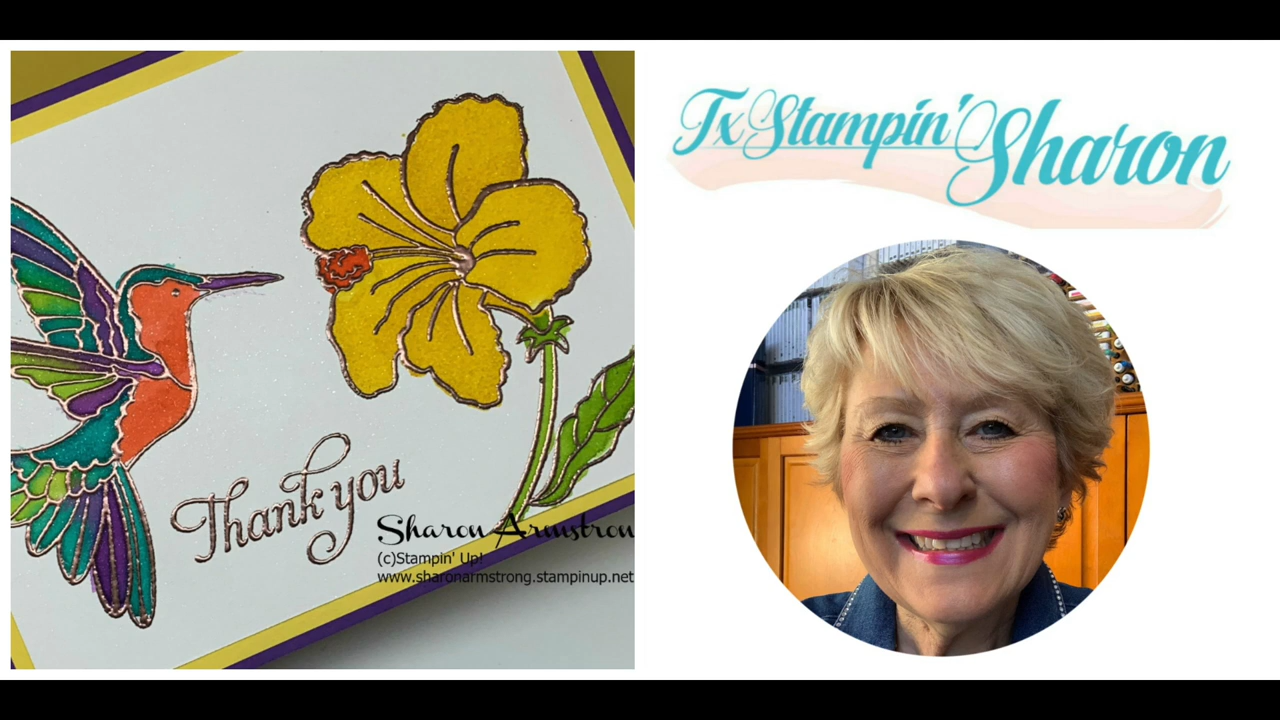 Thank you
Sharon Armstron
(c)Stampin' Up!
www.sharonarmstrong.stampinup.net
TxStampin' Sharon